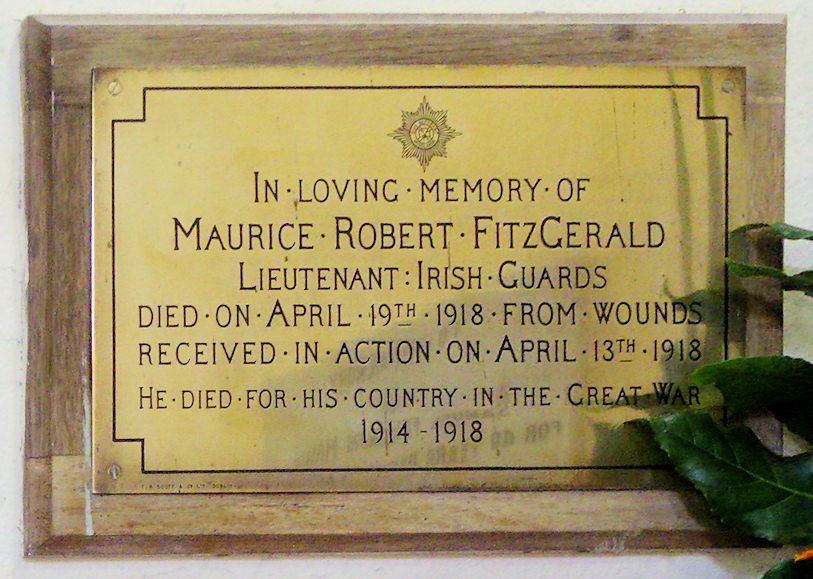 IN·LOVING·MEMORY·OF
MAURICE·ROBERT·FITZGERALD
LIEUTENANT:IRISH·GUARDS
DIED·ON·APRIL·19TH·1918·FROM·WOUNDS
RECEIVED·IN·ACTION·ON·APRIL·13TH·1918
HE·DIED·FOR·HIS·COUNTRY·IN·THE·GREAT·WAR
1914-1918